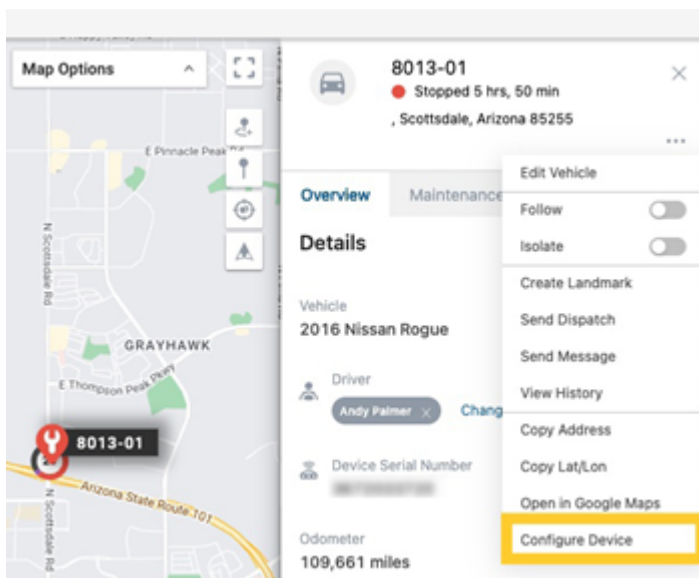 Map Options
E Pinnacle Peak
N Scottsdale Rd
GRAYHAWK
E Thompson Peak Pkwy
8013-01
Arizona State Route 101
N Scottsdale Rd
8013-01
Stopped 5 hrs, 50 min
, Scottsdale, Arizona 85255
Overview
Maintenance
Details
Vehicle
2016 Nissan Rogue
Driver
Andy Palmer
Chang
Device Serial Number
Odometer
109,661 miles
Edit Vehicle
Follow
Isolate
Create Landmark
Send Dispatch
Send Message
View History
Copy Address
Copy Lat/Lon
Open in Google Maps
Configure Device